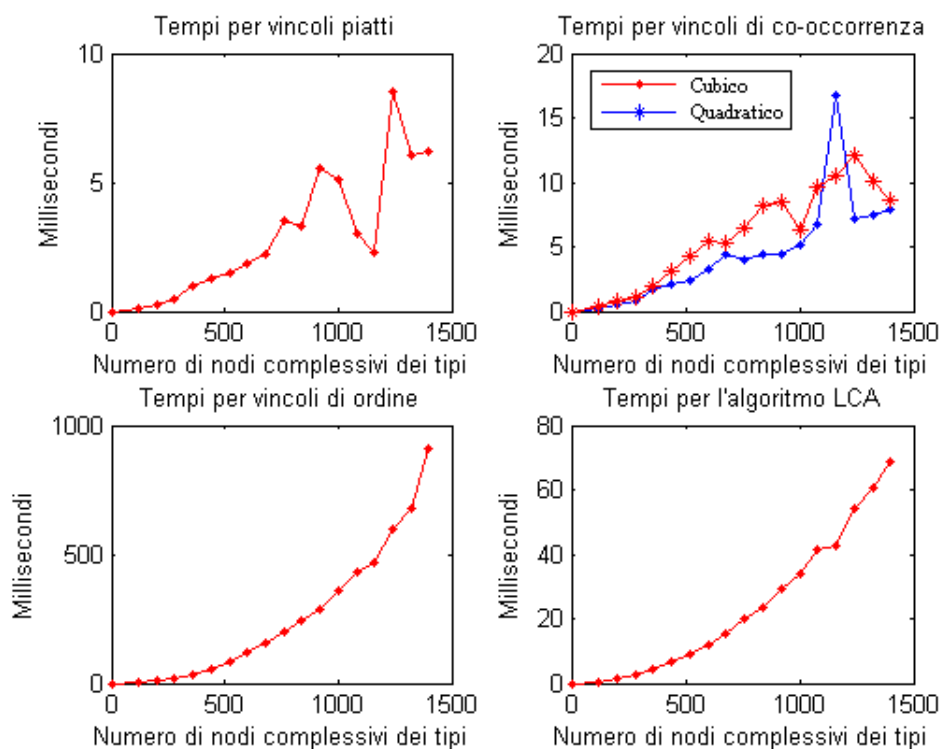 Tempi per vincoli piatti
10
5
0
Millisecondi
0 500 1000 1500
Numero di nodi complessivi dei tipi
Tempi per vincoli di co-occorrenza
20
15
10
5
0
Millisecondi
Cubico
Quadratico
0 500 1000 1500
Numero di nodi complessivi dei tipi
Tempi per vincoli di ordine
1000
500
0
Millisecondi
0 500 1000 1500
Numero di nodi complessivi dei tipi
Tempi per l'algoritmo LCA
80
60
40
20
0
Millisecondi
0 500 1000 1500
Numero di nodi complessivi dei tipi